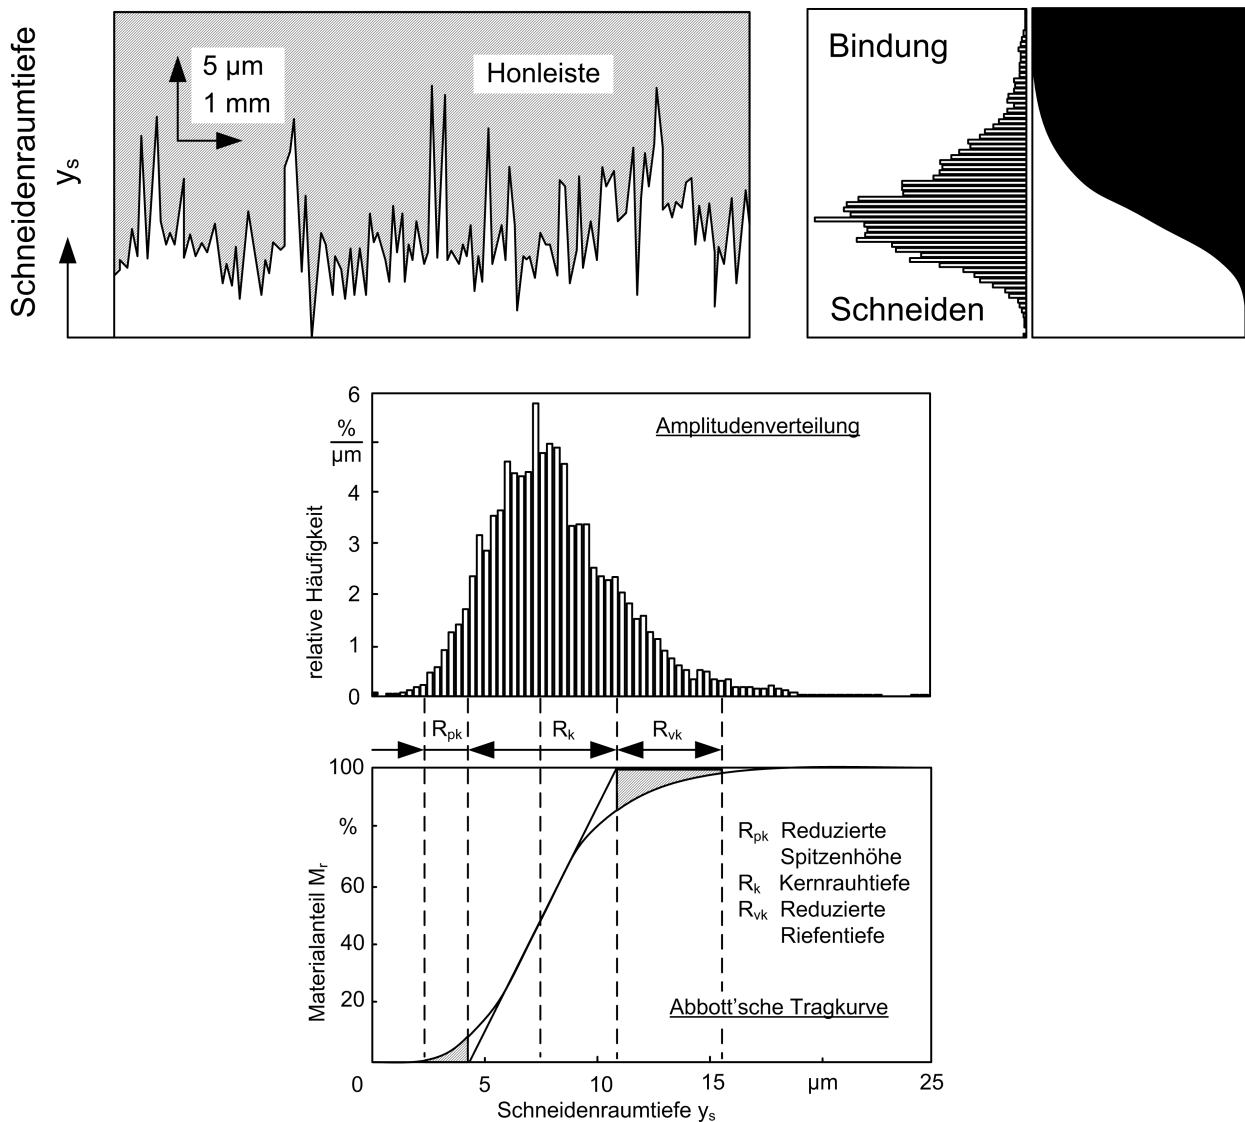 Schneidenraumtiefe
yₛ
5 µm
1 mm
Honleiste
Bindung
Schneiden
6
%
µm
4
3
2
1
0
relative Häufigkeit
Amplitudenverteilung
Rpk
Rk
Rvk
100
%
60
40
20
Materialanteil Mr
Rpk Reduzierte
Spitzenhöhe
Rk Kernrauhtiefe
Rvk Reduzierte
Riefentiefe
Abbott'sche Tragkurve
0 5 10 15 µm 25
Schneidenraumtiefe yₛ